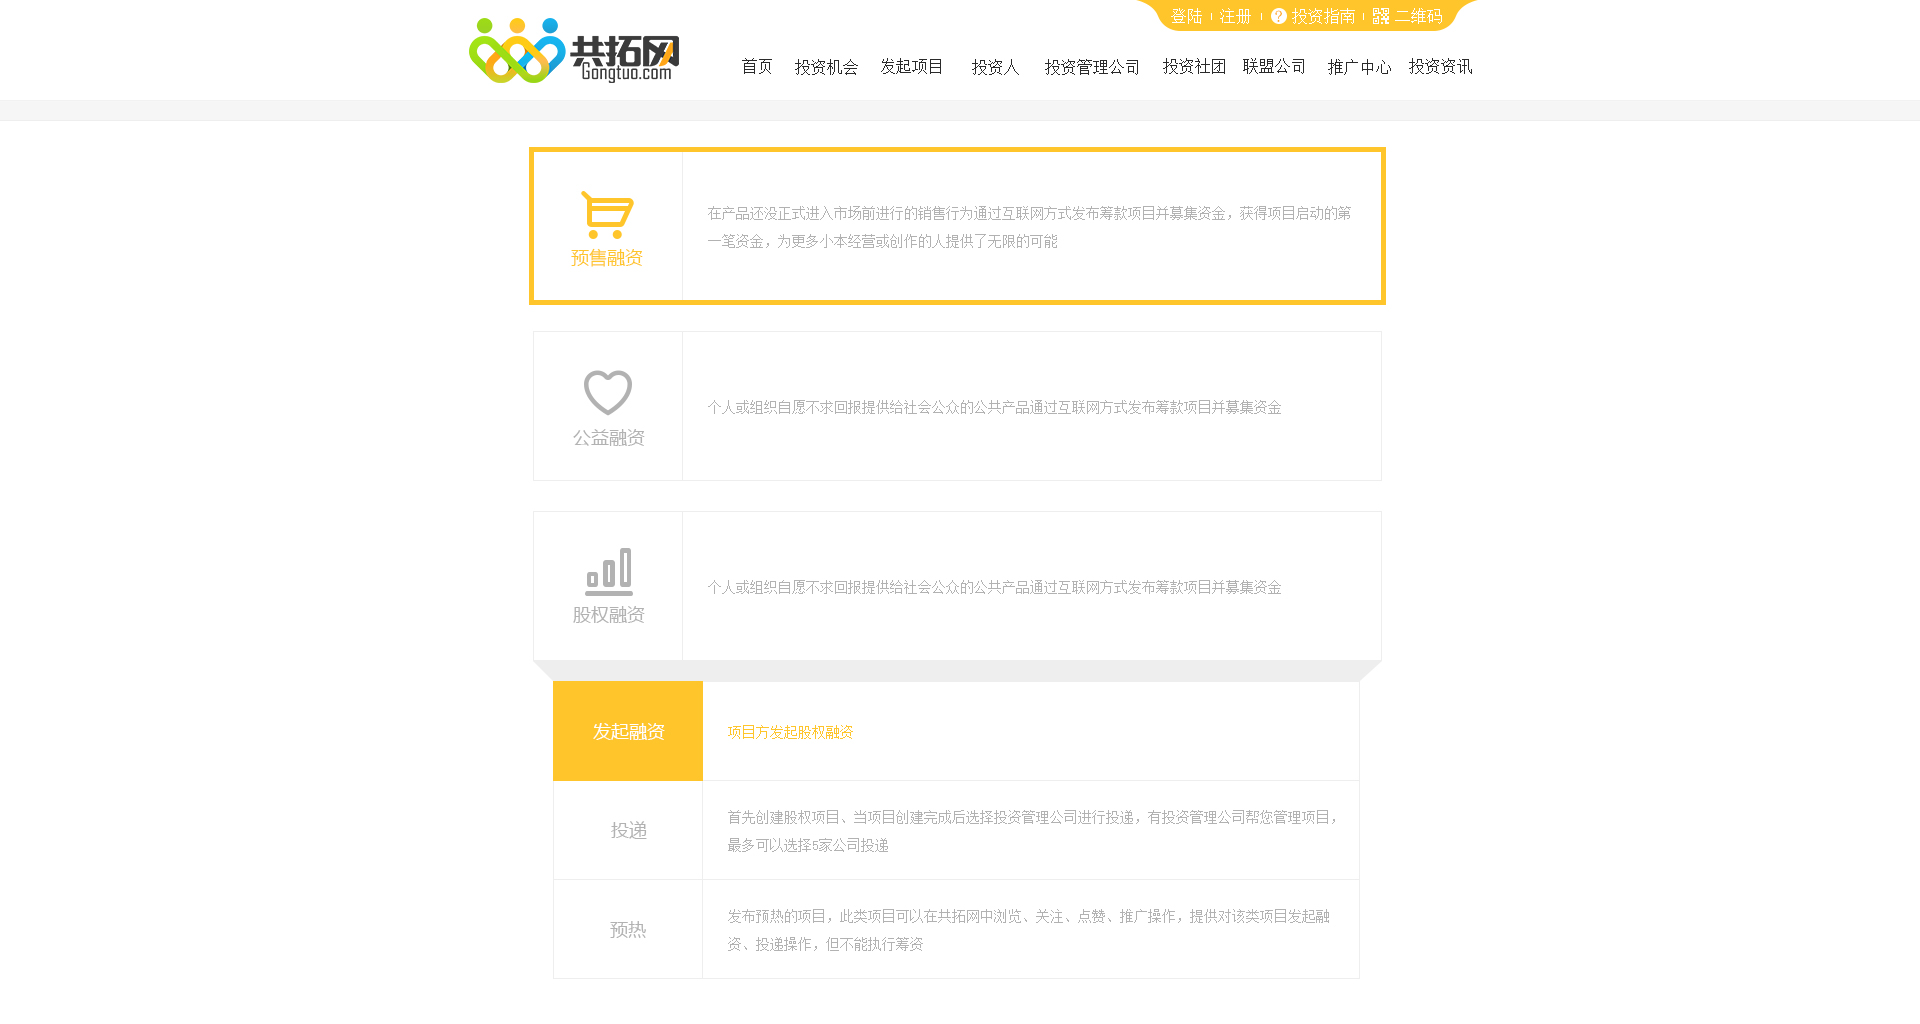 登陆 注册 投资指南 二维码
共拓网
Gongtuo.com
首页 投资机会 发起项目 投资人 投资管理公司 投资社团 联盟公司 推广中心 投资资讯
预售融资
在产品还没正式进入市场前进行的销售行为通过互联网方式发布筹款项目并募集资金，获得项目启动的第
一笔资金，为更多小本经营或创作的人提供了无限的可能
公益融资
个人或组织自愿不求回报提供给社会公众的公共产品通过互联网方式发布筹款项目并募集资金
股权融资
个人或组织自愿不求回报提供给社会公众的公共产品通过互联网方式发布筹款项目并募集资金
发起融资
项目方发起股权融资
投递
首先创建股权项目、当项目创建完成后选择投资管理公司进行投递，有投资管理公司帮您管理项目，
最多可以选择5家公司投递
预热
发布预热的项目，此类项目可以在共拓网中浏览、关注、点赞、推广操作，提供对该类项目发起融
资、投递操作，但不能执行筹资